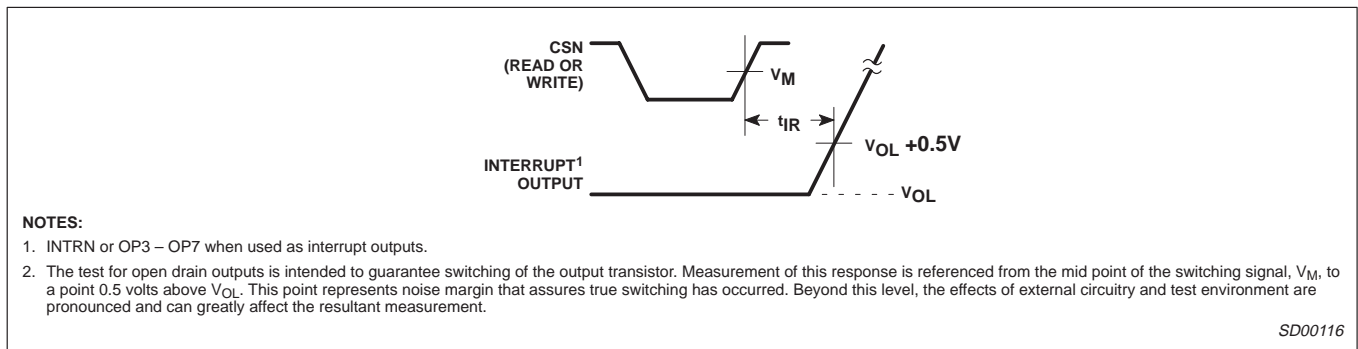 CSN
(READ OR
WRITE)
VM
tIR
VOL +0.5V
INTERRUPT1
OUTPUT
VOL
NOTES:
1. INTRN or OP3 – OP7 when used as interrupt outputs.
2. The test for open drain outputs is intended to guarantee switching of the output transistor. Measurement of this response is referenced from the mid point of the switching signal, VM, to
a point 0.5 volts above VOL. This point represents noise margin that assures true switching has occurred. Beyond this level, the effects of external circuitry and test environment are
pronounced and can greatly affect the resultant measurement.
SD00116